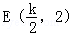 E (k/2, 2)